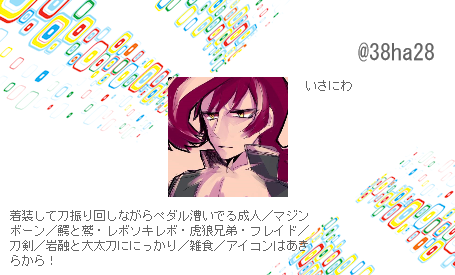 @38ha28
いさにわ
着装して刀振り回しながらペダル漕いでる成人／マジン
ボーン／鰐と鷲・レボソキレボ・虎狼兄弟・フレイド／
刀剣／岩融と大太刀ににっかり／雑食／アイコンはあき
らから！